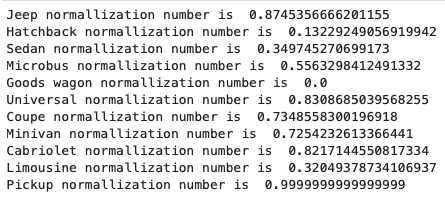 Jeep normallization number is  0.8745356666201155
Hatchback normallization number is  0.13229249056919942
Sedan normallization number is  0.349745270699173
Microbus normallization number is  0.5563298412491332
Goods wagon normallization number is  0.0
Universal normallization number is  0.8308685039568255
Coupe normallization number is  0.7348558300196918
Minivan normallization number is  0.7254232613366441
Cabriolet normallization number is  0.8217144550817334
Limousine normallization number is  0.32049378734106937
Pickup normallization number is  0.9999999999999999